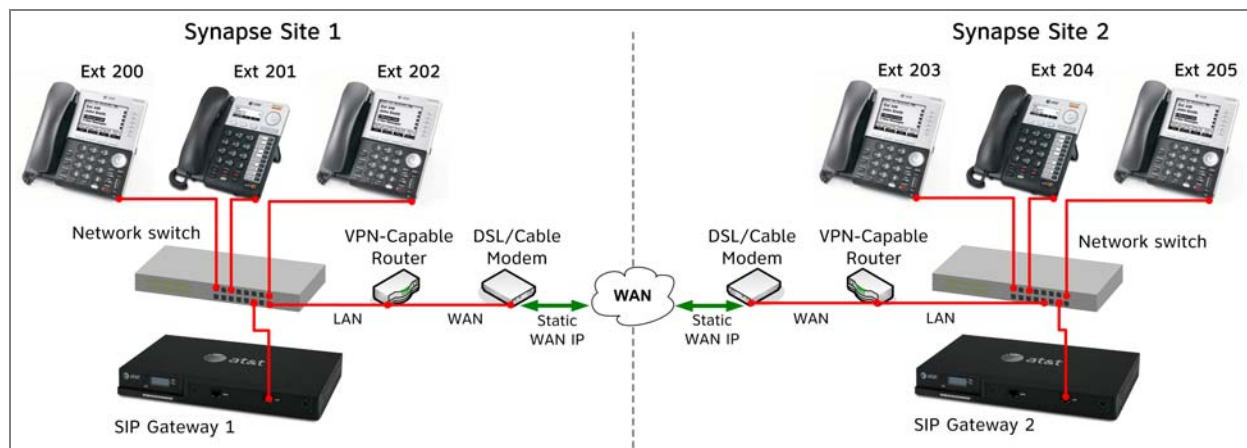 Synapse Site 1
Synapse Site 2
Ext 200
Ext 201
Ext 202
Ext 203
Ext 204
Ext 205
Network switch
VPN-Capable
Router
DSL/Cable
Modem
WAN
DSL/Cable
Modem
VPN-Capable
Router
Network switch
LAN
WAN
Static
WAN IP
Static
WAN IP
WAN
LAN
at&t
at&t
SIP Gateway 1
SIP Gateway 2